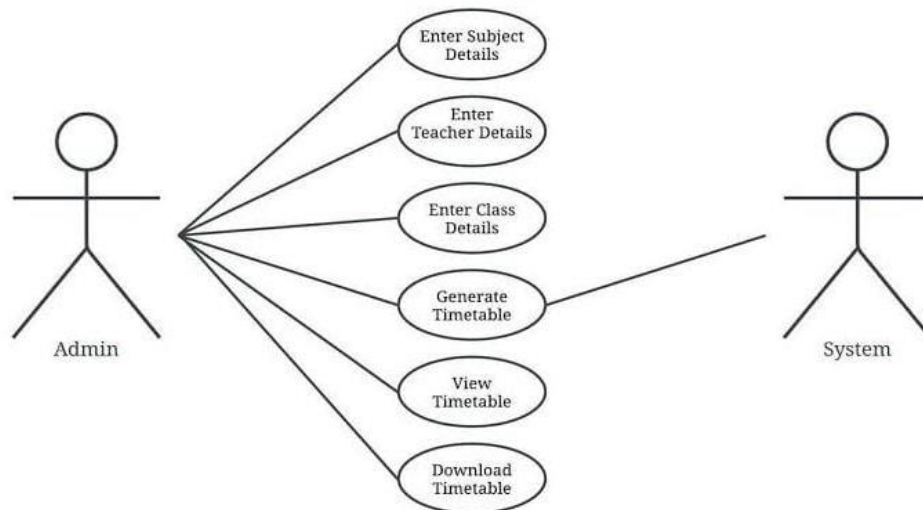 Enter Subject
Details
Enter
Teacher Details
Enter Class
Details
Generate
Timetable
View
Timetable
Download
Timetable
Admin
System